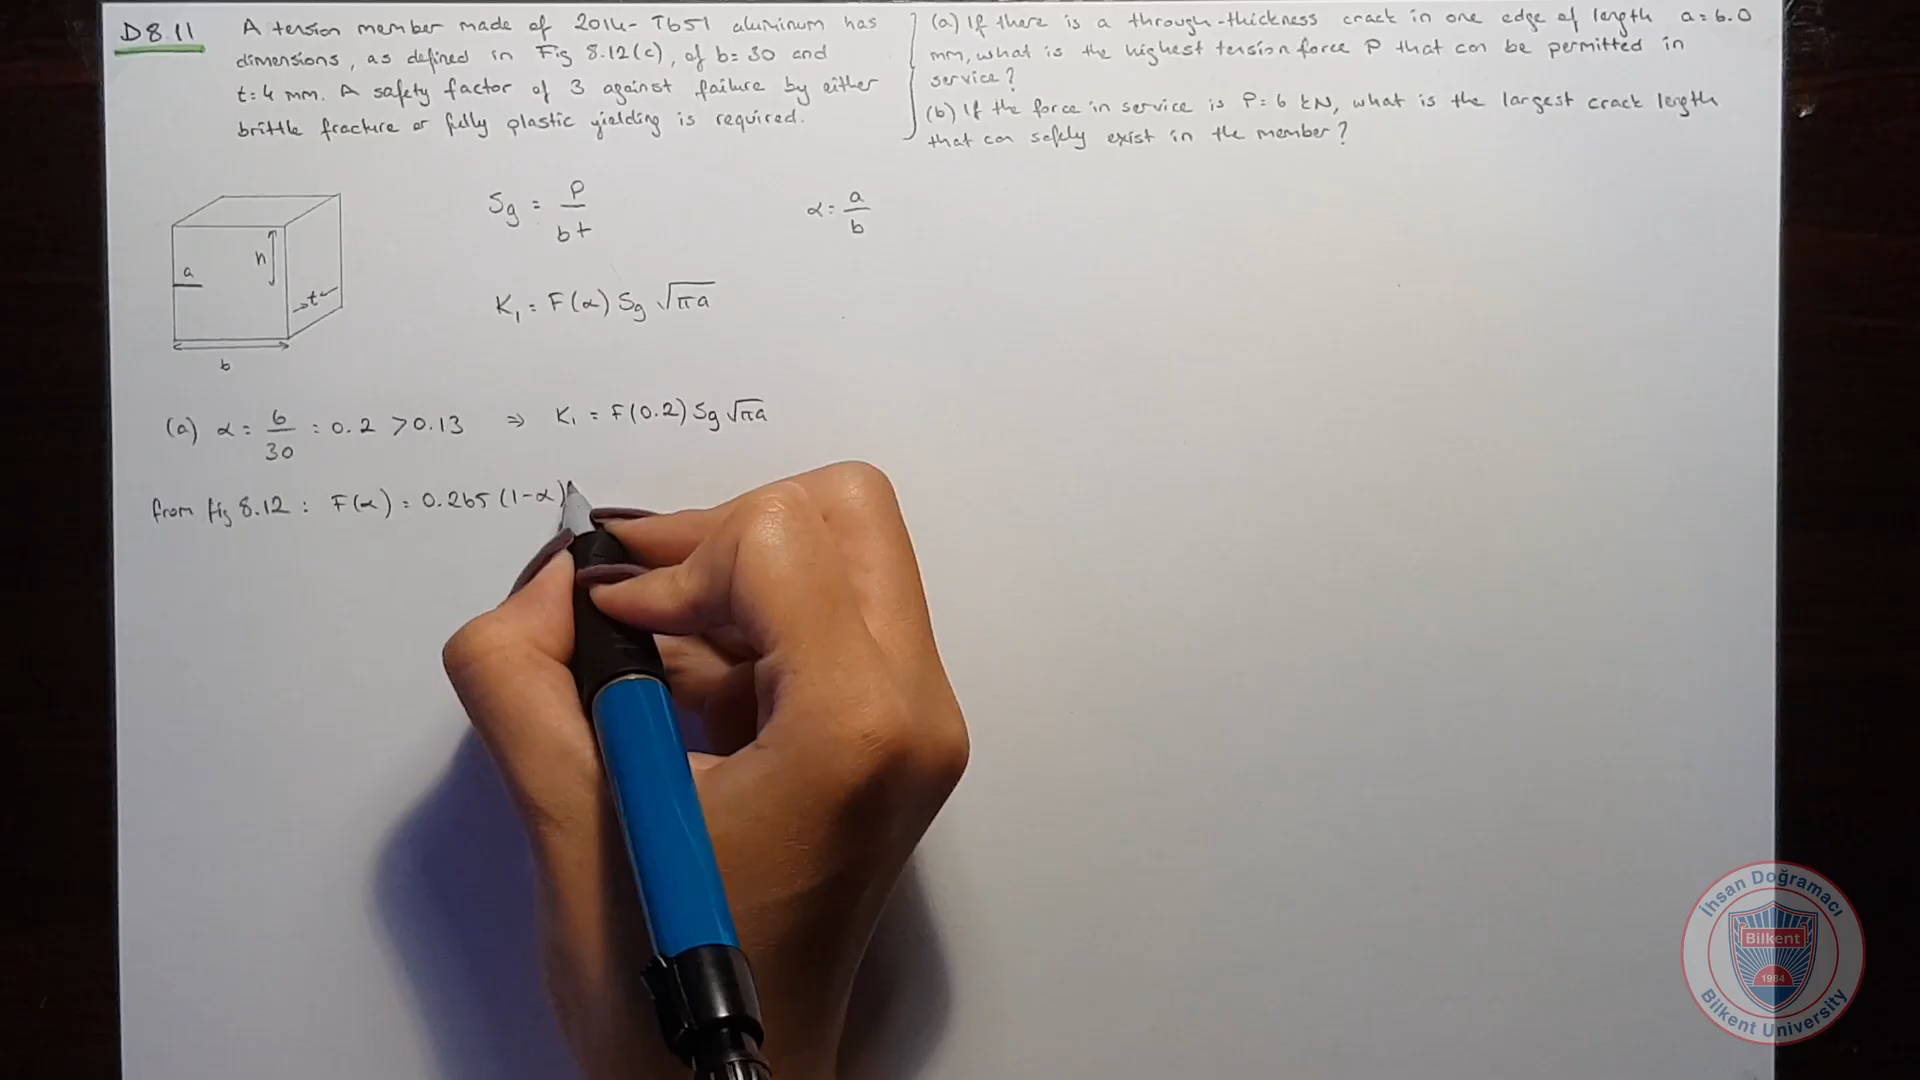 D8.11 A tension member made of 2014-T651 aluminum has
dimensions, as defined in Fig 8.12(c), of b= 30 and
t=4 mm. A safety factor of 3 against failure by either
brittle fracture or fully plastic yielding is required.
(a) If there is a through-thickness crack in one edge of length a=6.0
mm, what is the highest tension force P that can be permitted in
service?
(b) If the force in service is P=6 kN, what is the largest crack length
that can safely exist in the member?
a
h
t
b
Sg = P/bt
α = a/b
K₁ = F(α) Sg √πa
(a) α = 6/30 = 0.2 > 0.13 ⇒ K₁ = F(0.2) Sg √πa
from fig 8.12 : F(α) = 0.265 (1-α)
İhsan Doğramacı
Bilkent
1984
Bilkent University